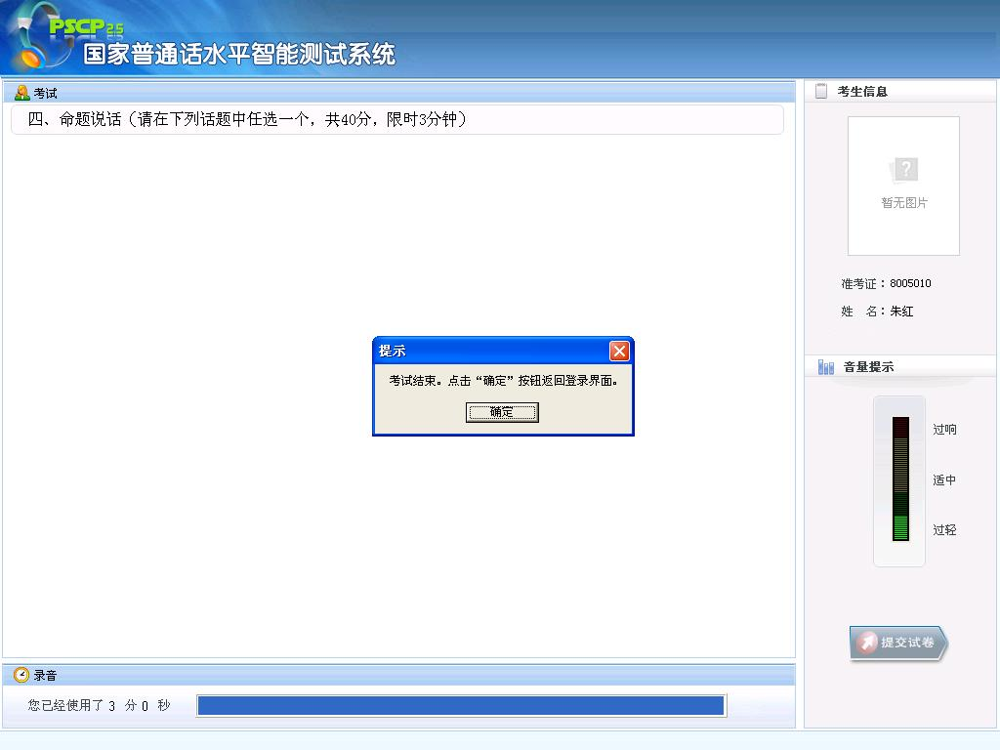 PSCP 2.5
国家普通话水平智能测试系统
考试
四、命题说话（请在下列话题中任选一个，共40分，限时3分钟）
考生信息
?
暂无图片
准考证：8005010
姓 名：朱红
提示
考试结束。点击“确定”按钮返回登录界面。
确定
音量提示
过响
适中
过轻
提交试卷
录音
您已经使用了 3 分 0 秒